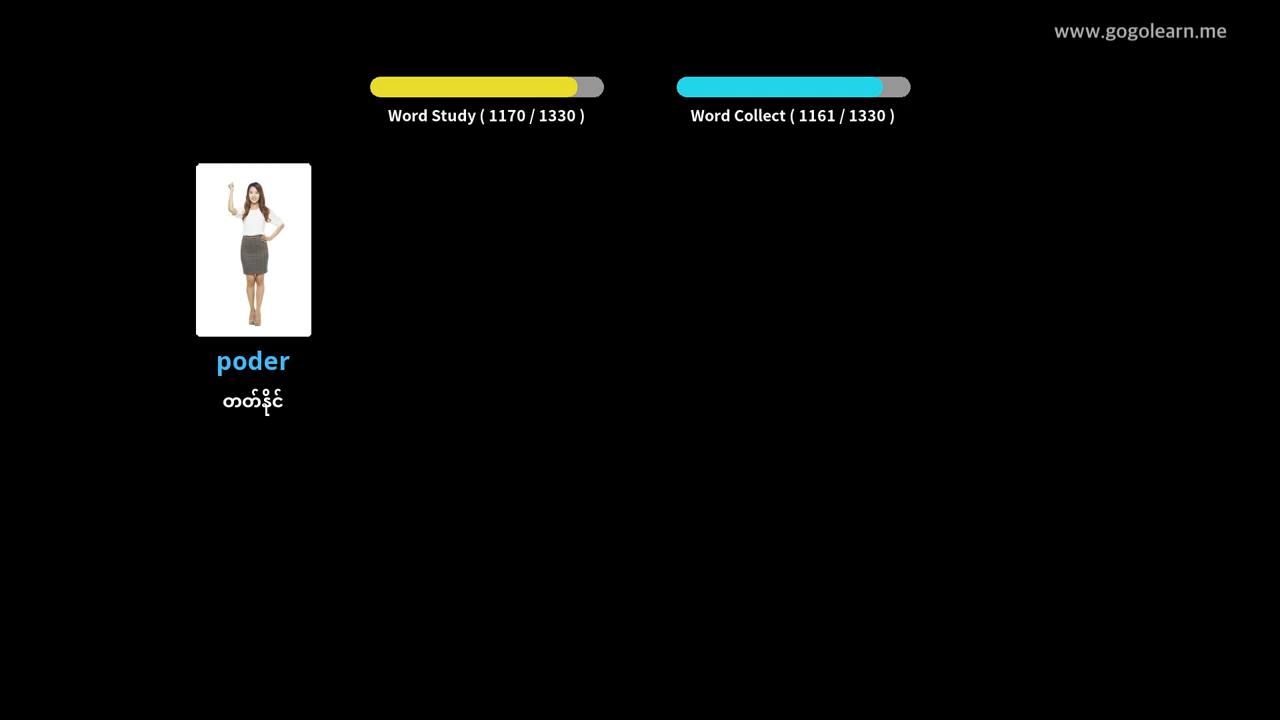 www.gogolearn.me
Word Study ( 1170 / 1330 )
Word Collect ( 1161 / 1330 )
poder
တတ်နိုင်